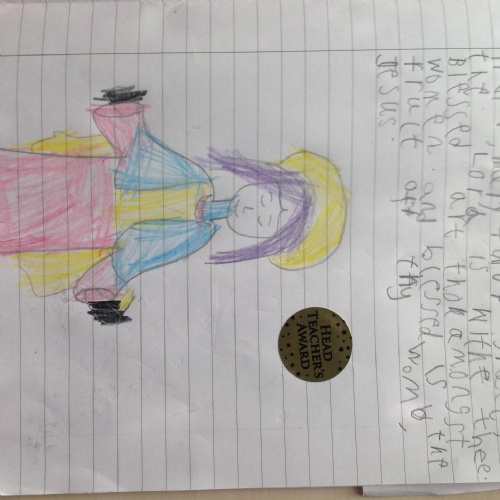 the Lord is withe thee.
BLessed art thou amongst
women and blessed is the
fruit oft thy womb,
Jesus.
HEAD
TEACHER'S
AWARD